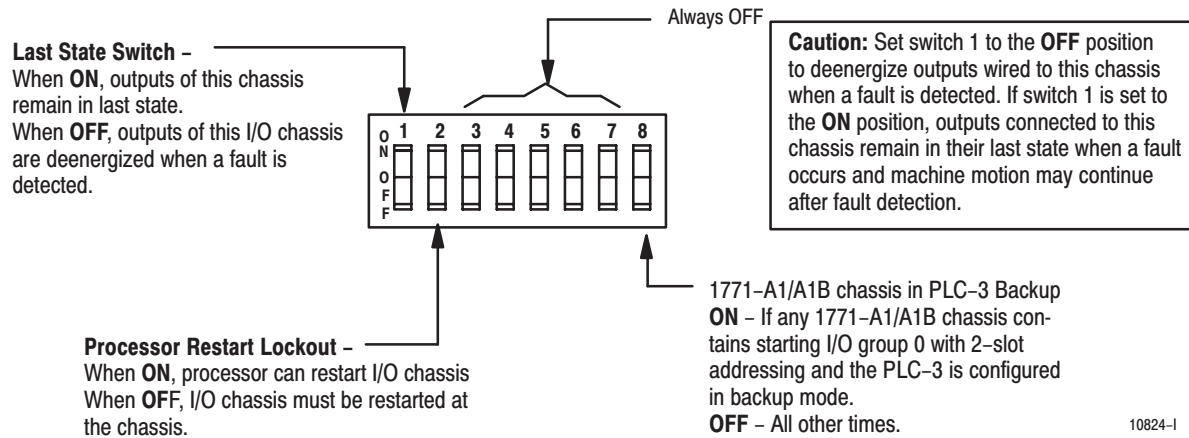 Always OFF
Last State Switch –
When ON, outputs of this chassis
remain in last state.
When OFF, outputs of this I/O chassis
are deenergized when a fault is
detected.
Caution: Set switch 1 to the OFF position
to deenergize outputs wired to this chassis
when a fault is detected. If switch 1 is set to
the ON position, outputs connected to this
chassis remain in their last state when a fault
occurs and machine motion may continue
after fault detection.
1 2 3 4 5 6 7 8
ON
OFF
Processor Restart Lockout –
When ON, processor can restart I/O chassis
When OFF, I/O chassis must be restarted at
the chassis.
1771–A1/A1B chassis in PLC–3 Backup
ON – If any 1771–A1/A1B chassis con–
tains starting I/O group 0 with 2–slot
addressing and the PLC–3 is configured
in backup mode.
OFF – All other times.
10824–I